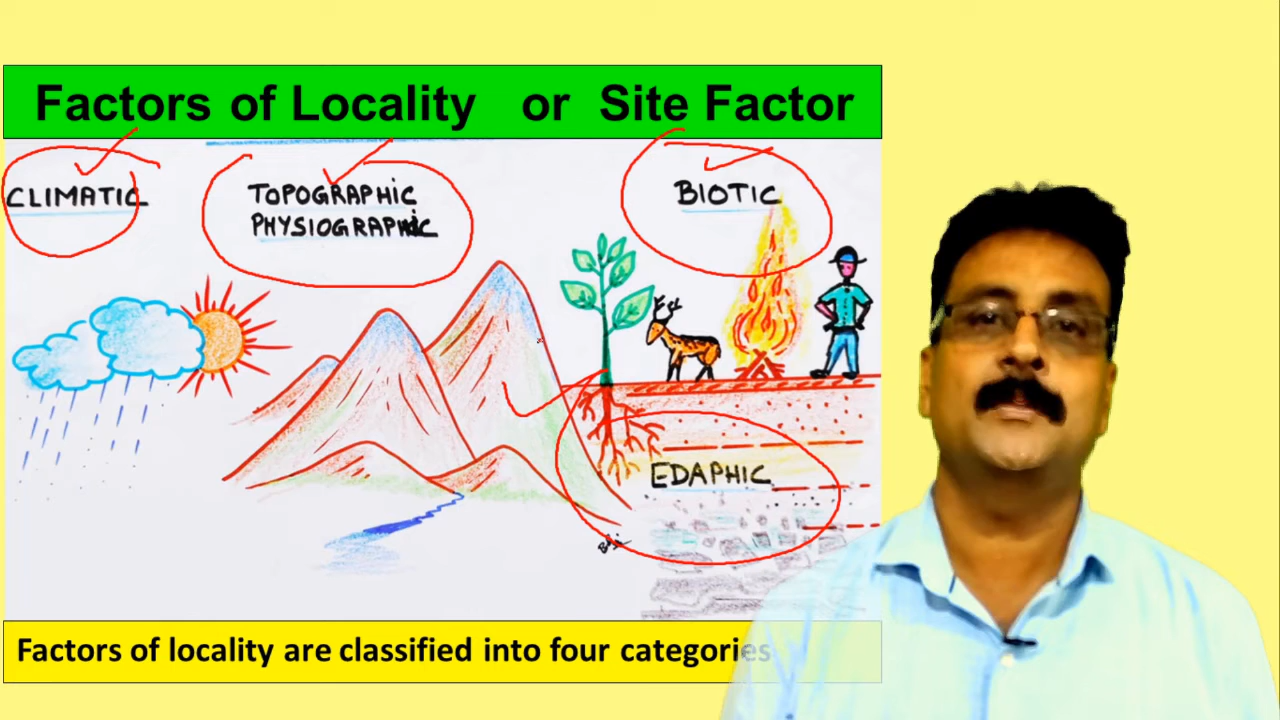 Factors of Locality or Site Factor
CLIMATIC
TOPOGRAPHIC
PHYSIOGRAPHIC
BIOTIC
EDAPHIC
Factors of locality are classified into four categories